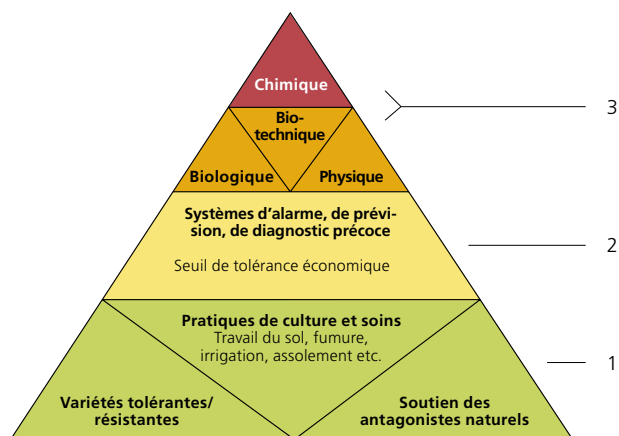 Chimique
3
Bio-
technique
Biologique
Physique
Systèmes d’alarme, de prévi-
sion, de diagnostic précoce
2
Seuil de tolérance économique
Pratiques de culture et soins
Travail du sol, fumure,
irrigation, assolement etc.
1
Variétés tolérantes/
résistantes
Soutien des
antagonistes naturels